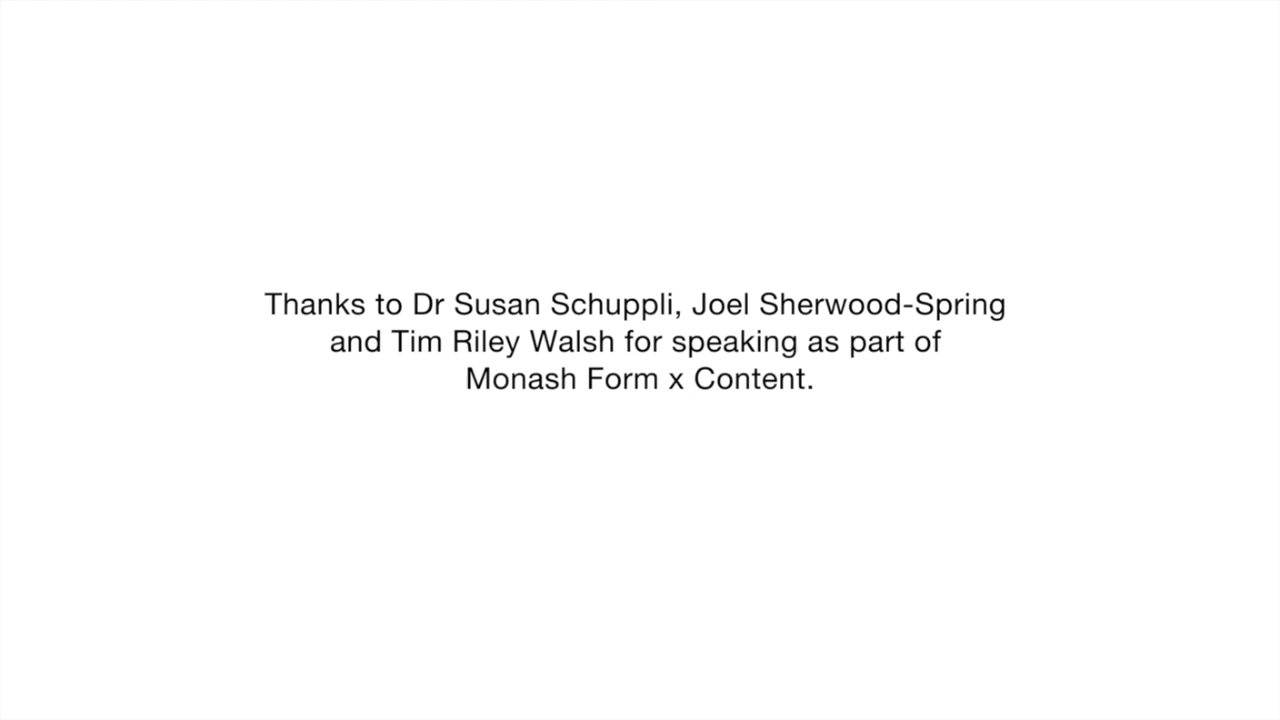 Thanks to Dr Susan Schuppli, Joel Sherwood-Spring
and Tim Riley Walsh for speaking as part of
Monash Form x Content.